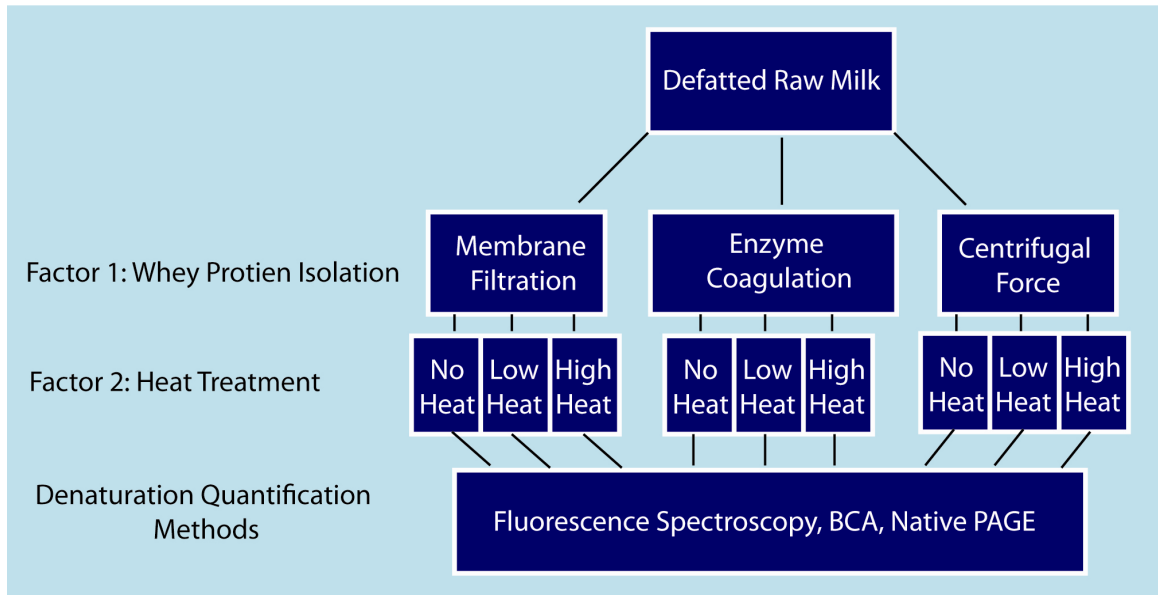 Defatted Raw Milk
Factor 1: Whey Protien Isolation
Membrane
Filtration
Enzyme
Coagulation
Centrifugal
Force
Factor 2: Heat Treatment
No
Heat
Low
Heat
High
Heat
No
Heat
Low
Heat
High
Heat
No
Heat
Low
Heat
High
Heat
Denaturation Quantification
Methods
Fluorescence Spectroscopy, BCA, Native PAGE